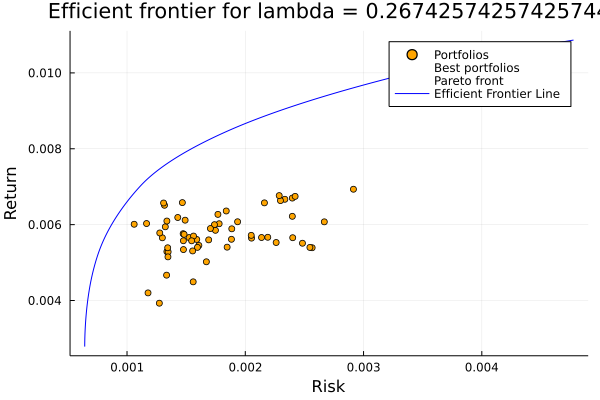 Efficient frontier for lambda = 0.2674257425742574
0.010
0.008
0.006
0.004
Return
0.001
0.002
0.003
0.004
Risk
Portfolios
Best portfolios
Pareto front
Efficient Frontier Line